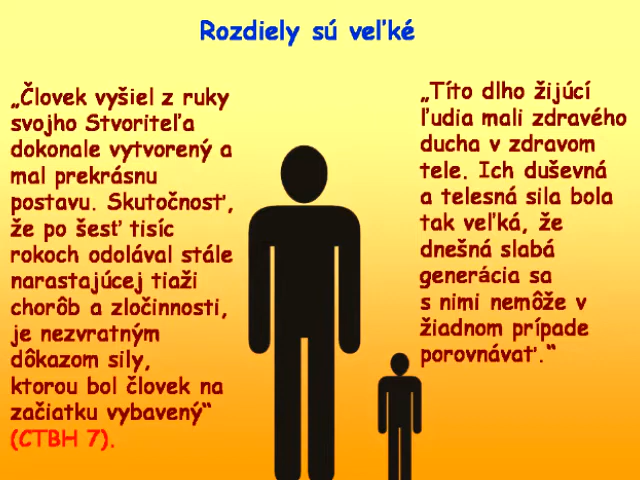 Rozdiely sú veľké
„Človek vyšiel z ruky
svojho Stvoriteľa
dokonale vytvorený a
mal prekrásnu
postavu. Skutočnosť,
že po šesť tisíc
rokoch odolával stále
narastajúcej tiaži
chorôb a zločinnosti,
je nezvratným
dôkazom sily,
ktorou bol človek na
začiatku vybavený“
(CTBH 7).
„Títo dlho žijúcí
ľudia mali zdravého
ducha v zdravom
tele. Ich duševná
a telesná sila bola
tak veľká, že
dnešná slabá
generácia sa
s nimi nemôže v
žiadnom prípade
porovnávať.“